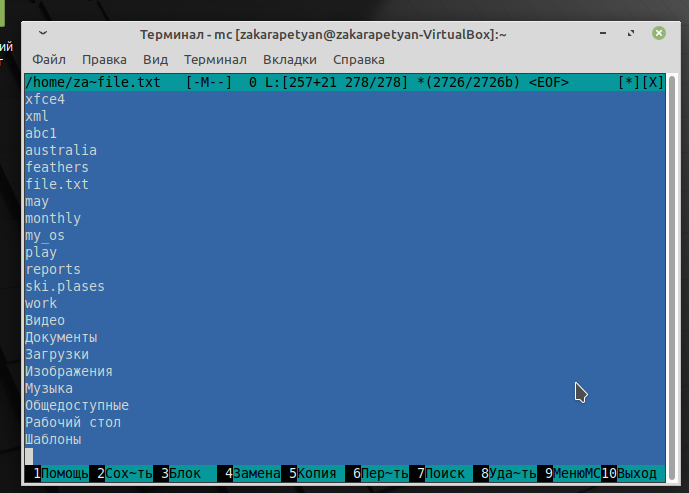 ий
т
Терминал - mc [zakarapetyan@zakarapetyan-VirtualBox]:~
Файл Правка Вид Терминал Вкладки Справка
/home/za~file.txt [-M--] 0 L:[257+21 278/278] *(2726/2726b) <EOF> [*][X]
xfce4
xml
abc1
australia
feathers
file.txt
may
monthly
my_os
play
reports
ski.plases
work
Видео
Документы
Загрузки
Изображения
Музыка
Общедоступные
Рабочий стол
Шаблоны
1Помощь 2Сох~ть 3Блок 4Замена 5Копия 6Пер~ть 7Поиск 8Уда~ть 9МенюMC 10Выход